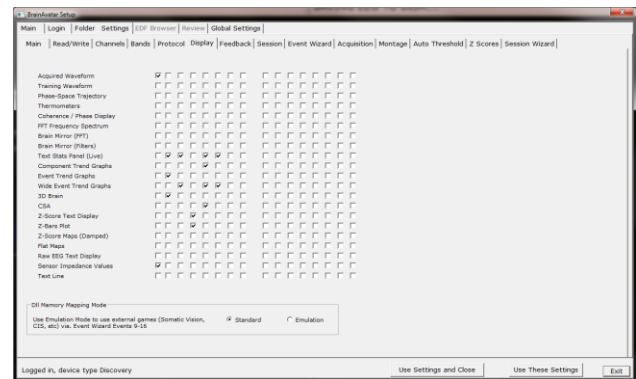 BrainAvatar Setup
Main Login Folder Settings EDF Browser Review Global Settings
Main Read/Write Channels Bands Protocol Display Feedback Session Event Wizard Acquisition Montage Auto Threshold Z Scores Session Wizard
Acquired Waveform
Training Waveform
Phase-Space Trajectory
Thermometers
Coherence / Phase Display
FFT Frequency Spectrum
Brain Mirror (FFT)
Brain Mirror (Filters)
Text Stats Panel (Live)
Component Trend Graphs
Event Trend Graphs
Wide Event Trend Graphs
3D Brain
CSA
Z-Score Text Display
Z-Bars Plot
Z-Score Maps (Damped)
Flat Maps
Raw EEG Text Display
Sensor Impedance Values
Text Line
Dll Memory Mapping Mode
Use Emulation Mode to use external games (Somatic Vision, Standard Emulation
CIS, etc) via. Event Wizard Events 9-16
Logged in, device type Discovery Use Settings and Close Use These Settings Exit